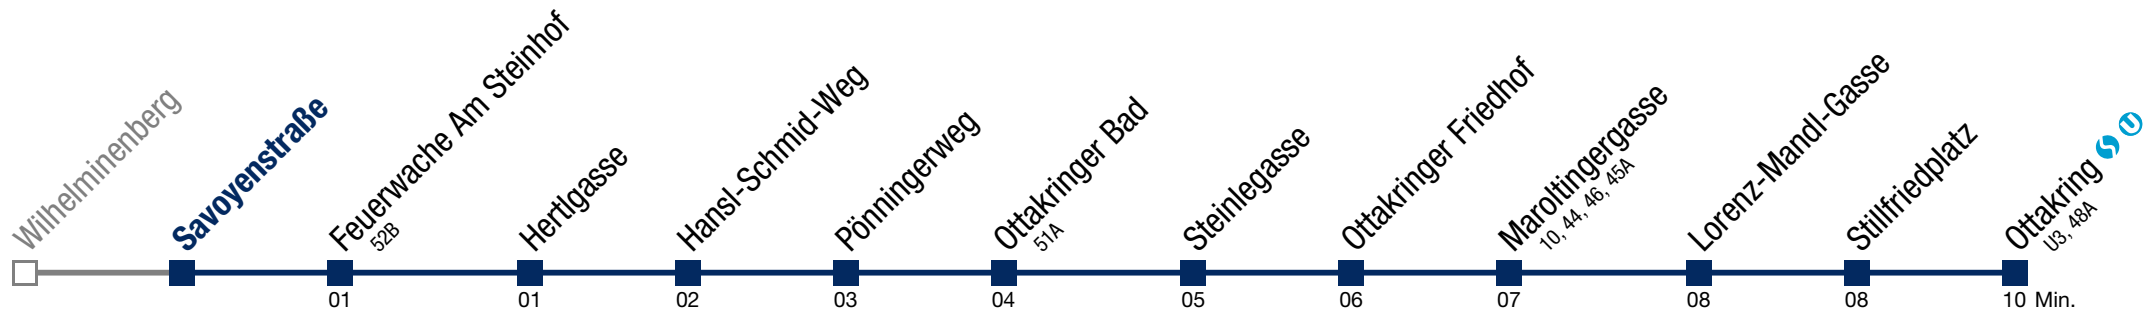 Wilhelminenberg
Savoyenstraße
Feuerwache Am Steinhof
52B
Hertlgasse
Hansl-Schmid-Weg
Pönningerweg
Ottakringer Bad
51A
Steinlegasse
Ottakringer Friedhof
Maroltingergasse
10, 44, 46, 45A
Lorenz-Mandl-Gasse
Stillfriedplatz
Ottakring S U
U3, 48A
01
01
02
03
04
05
06
07
08
08
10 Min.